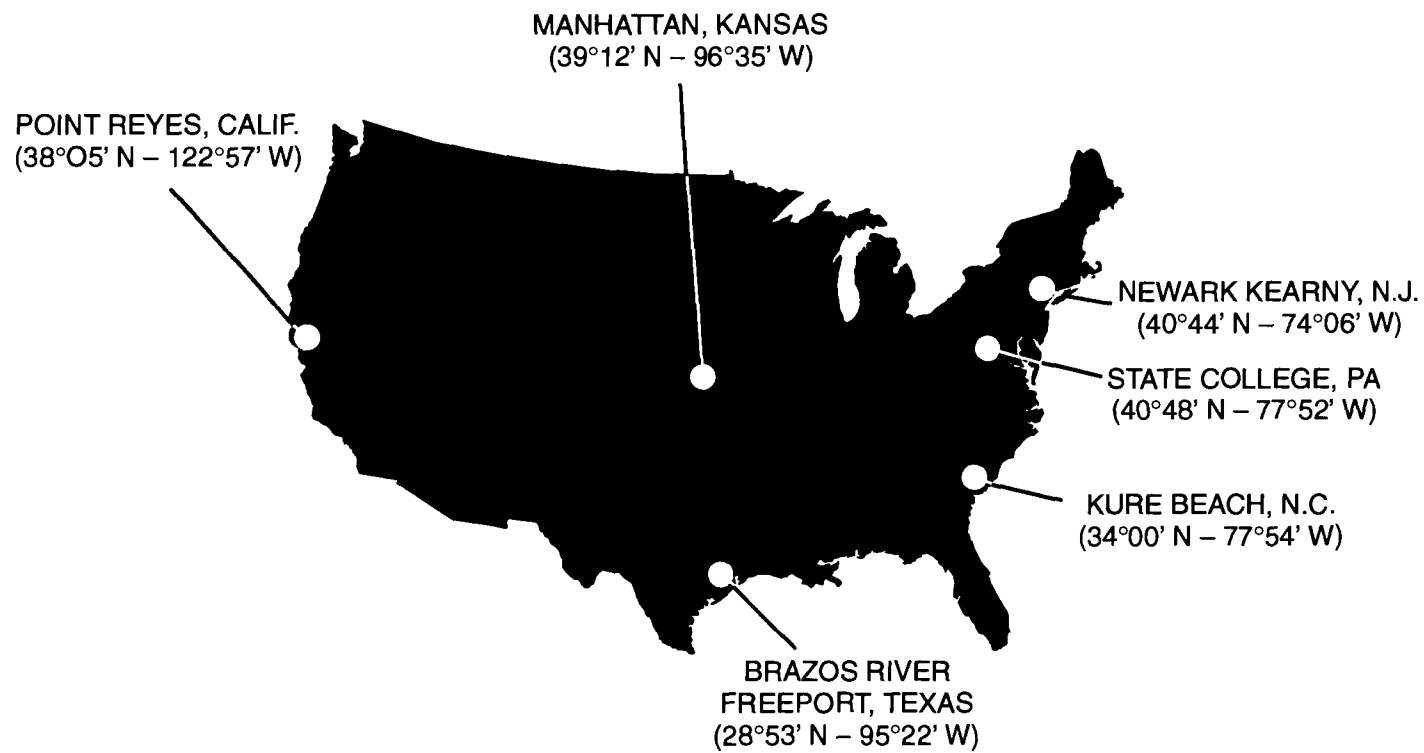 MANHATTAN, KANSAS
(39°12' N – 96°35' W)
POINT REYES, CALIF.
(38°O5' N – 122°57' W)
NEWARK KEARNY, N.J.
(40°44' N – 74°06' W)
STATE COLLEGE, PA
(40°48' N – 77°52' W)
KURE BEACH, N.C.
(34°00' N – 77°54' W)
BRAZOS RIVER
FREEPORT, TEXAS
(28°53' N – 95°22' W)